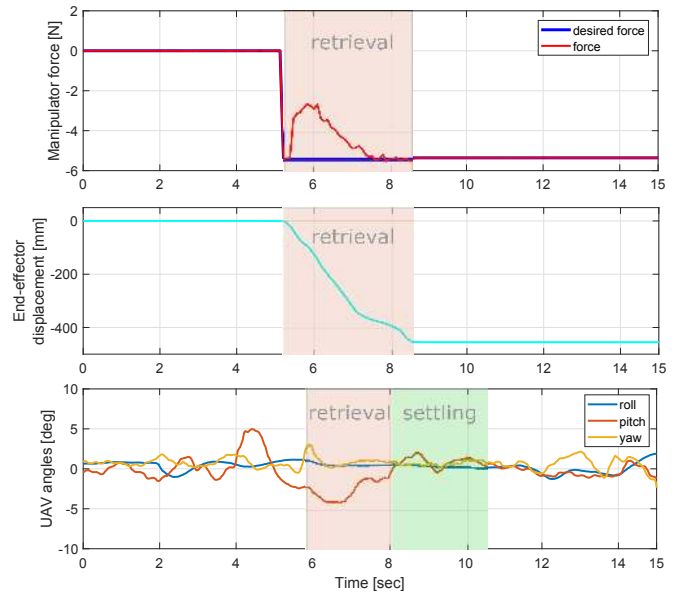 2
0
-2
-4
-6
Manipulator force [N]
retrieval
desired force
force
0 2 4 6 8 10 12 14 15
0
-200
-400
End-effector
displacement [mm]
retrieval
0 2 4 6 8 10 12 14 15
10
5
0
-5
-10
UAV angles [deg]
retrieval settling
roll
pitch
yaw
0 2 4 6 8 10 12 14 15
Time [sec]